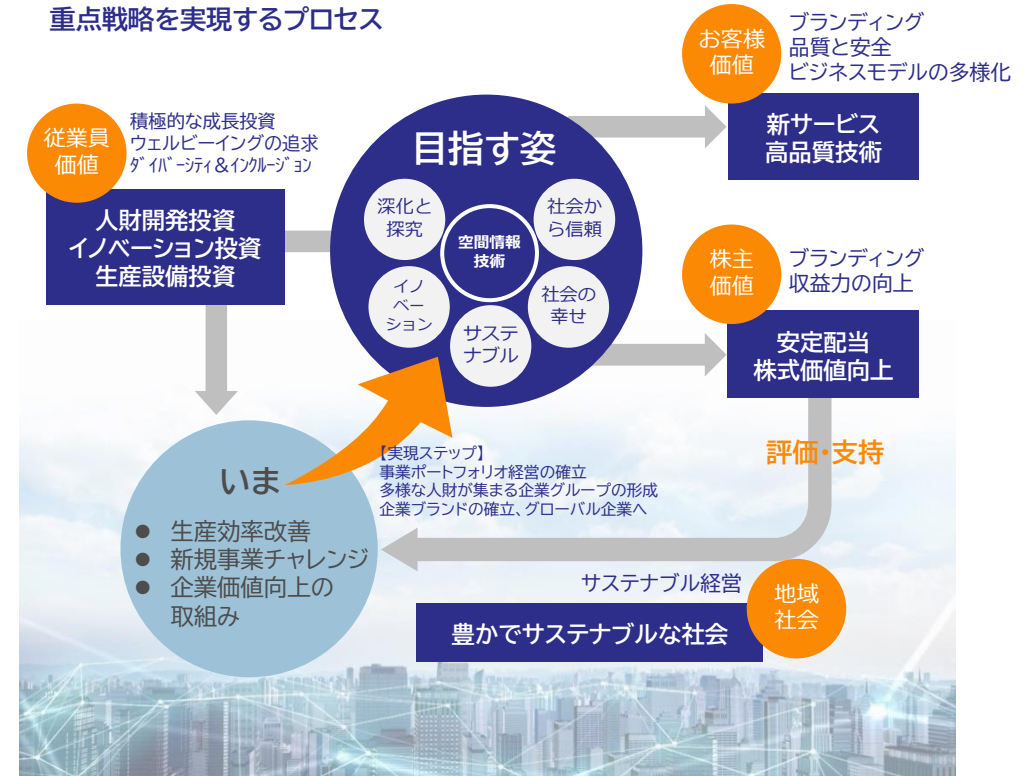 重点戦略を実現するプロセス
お客様
価値
ブランディング
品質と安全
ビジネスモデルの多様化
新サービス
高品質技術
従業員
価値
積極的な成長投資
ウェルビーイングの追求
ﾀﾞｲﾊﾞｰｼﾃｨ＆ｲﾝｸﾙｰｼﾞｮﾝ
人財開発投資
イノベーション投資
生産設備投資
目指す姿
深化と
探究
社会か
ら信頼
空間情報
技術
イノ
ベー
ション
社会の
幸せ
サステ
ナブル
株主
価値
ブランディング
収益力の向上
安定配当
株式価値向上
評価・支持
【実現ステップ】
事業ポートフォリオ経営の確立
多様な人財が集まる企業グループの形成
企業ブランドの確立、グローバル企業へ
いま
● 生産効率改善
● 新規事業チャレンジ
● 企業価値向上の
取組み
サステナブル経営
地域
社会
豊かでサステナブルな社会